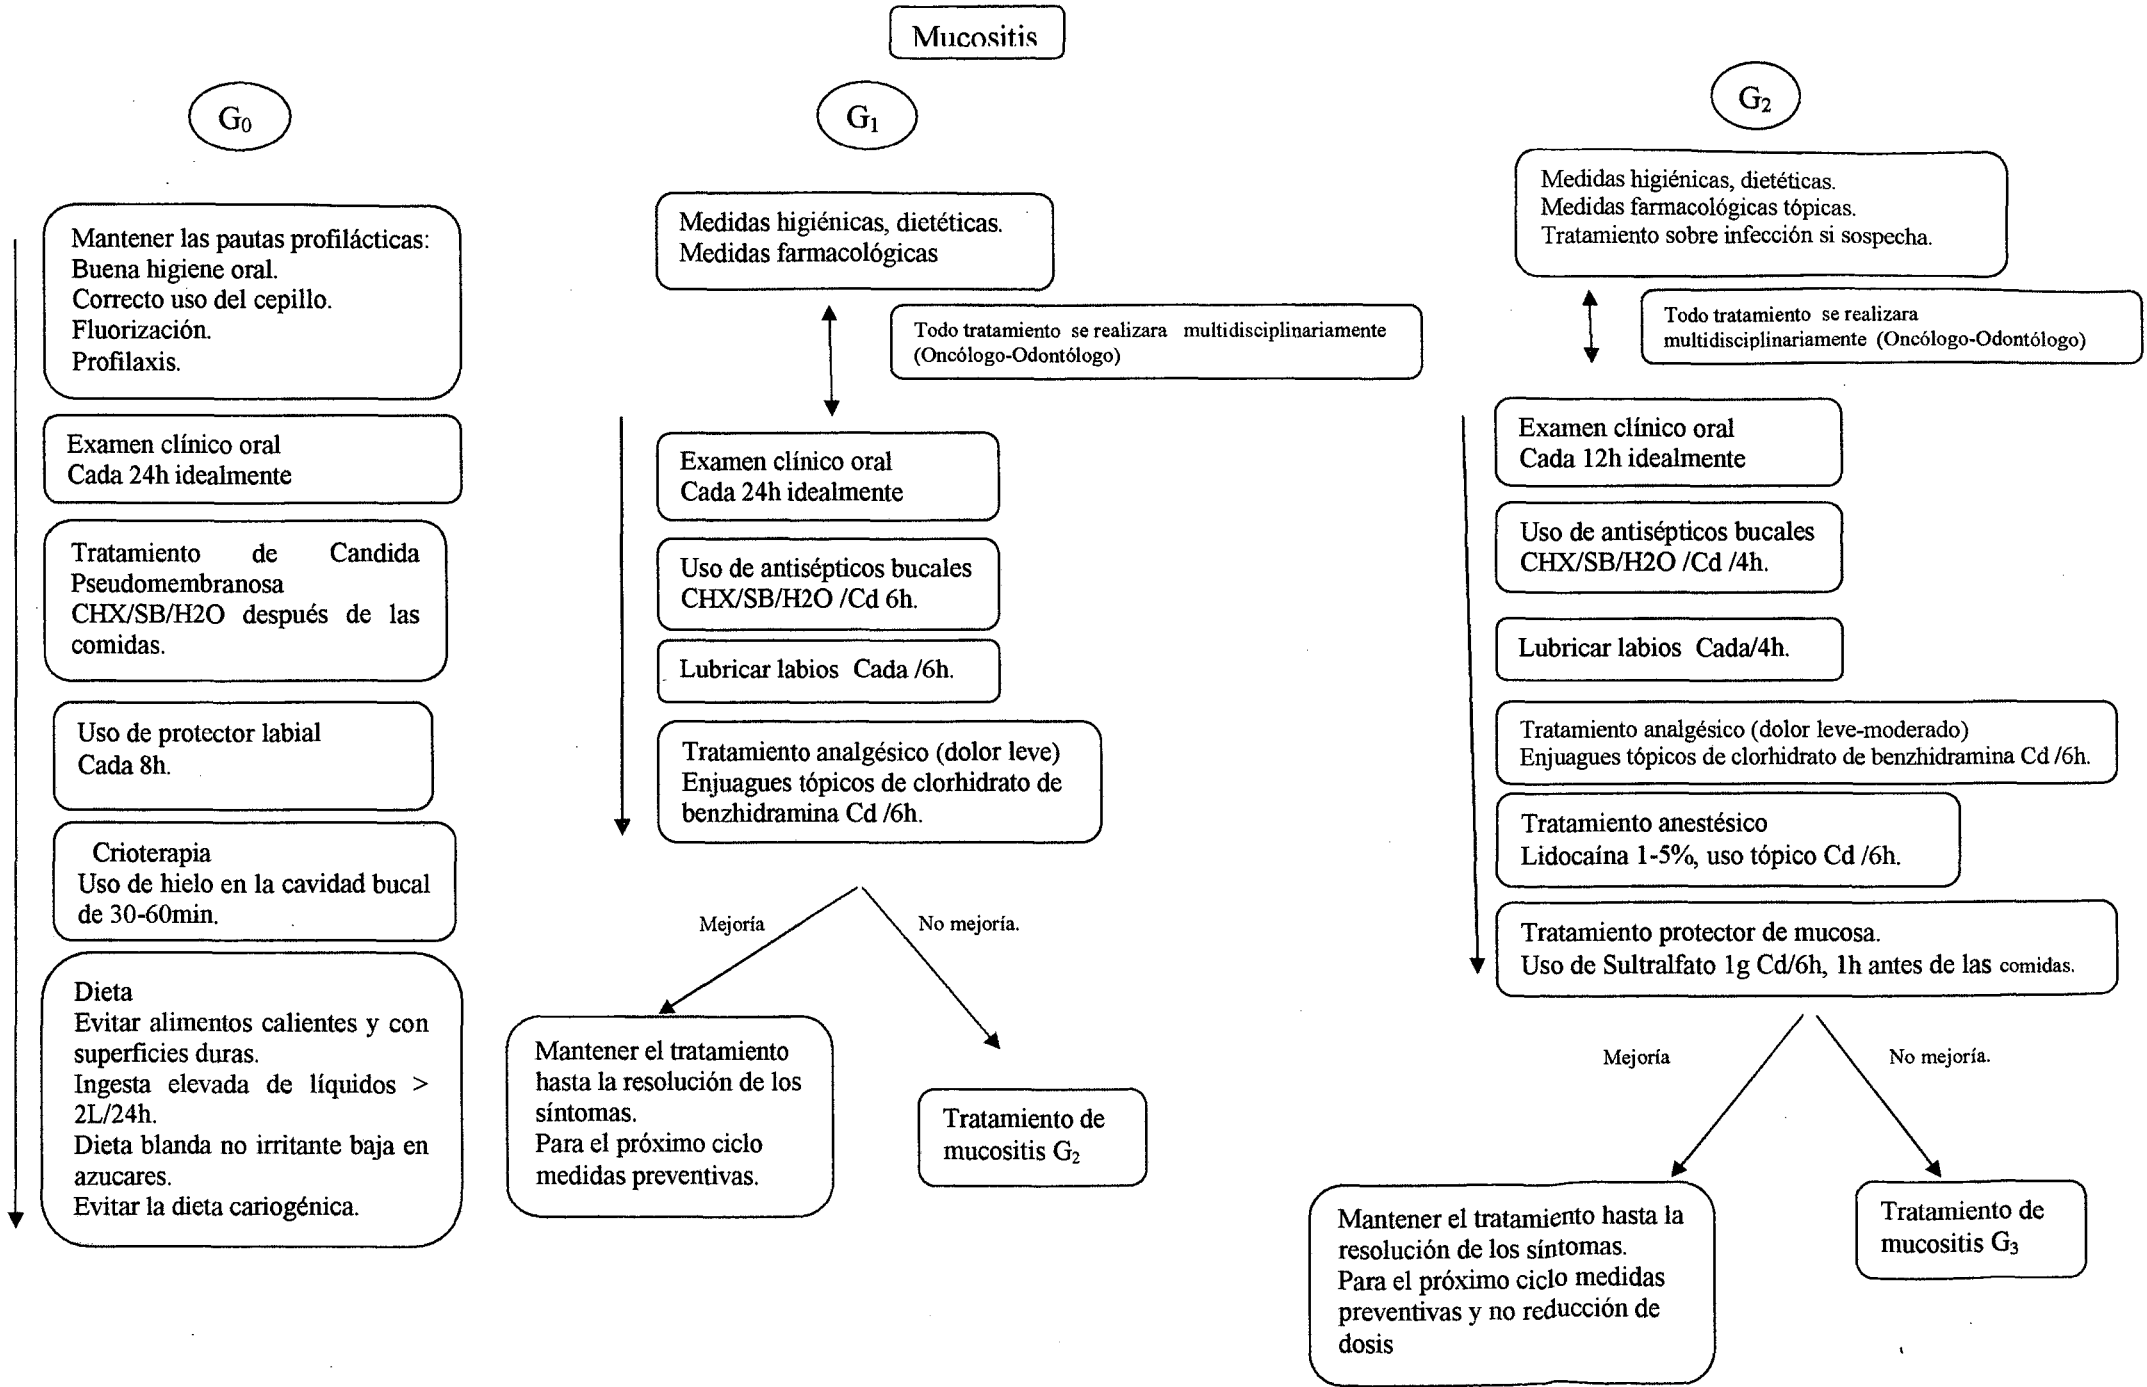 Mucositis
G₀
Mantener las pautas profilácticas:
Buena higiene oral.
Correcto uso del cepillo.
Fluorización.
Profilaxis.
Examen clínico oral
Cada 24h idealmente
Tratamiento de Candida
Pseudomembranosa
CHX/SB/H2O después de las
comidas.
Uso de protector labial
Cada 8h.
Crioterapia
Uso de hielo en la cavidad bucal
de 30-60min.
Dieta
Evitar alimentos calientes y con
superficies duras.
Ingesta elevada de líquidos >
2L/24h.
Dieta blanda no irritante baja en
azucares.
Evitar la dieta cariogénica.
G₁
Medidas higiénicas, dietéticas.
Medidas farmacológicas
Todo tratamiento se realizara multidisciplinariamente
(Oncólogo-Odontólogo)
Examen clínico oral
Cada 24h idealmente
Uso de antisépticos bucales
CHX/SB/H2O /Cd 6h.
Lubricar labios Cada /6h.
Tratamiento analgésico (dolor leve)
Enjuagues tópicos de clorhidrato de
benzhidramina Cd /6h.
Mejoría
No mejoría.
Mantener el tratamiento
hasta la resolución de los
síntomas.
Para el próximo ciclo
medidas preventivas.
Tratamiento de
mucositis G₂
G₂
Medidas higiénicas, dietéticas.
Medidas farmacológicas tópicas.
Tratamiento sobre infección si sospecha.
Todo tratamiento se realizara
multidisciplinariamente (Oncólogo-Odontólogo)
Examen clínico oral
Cada 12h idealmente
Uso de antisépticos bucales
CHX/SB/H2O /Cd /4h.
Lubricar labios Cada/4h.
Tratamiento analgésico (dolor leve-moderado)
Enjuagues tópicos de clorhidrato de benzhidramina Cd /6h.
Tratamiento anestésico
Lidocaína 1-5%, uso tópico Cd /6h.
Tratamiento protector de mucosa.
Uso de Sultralfato 1g Cd/6h, 1h antes de las comidas.
Mejoría
No mejoría.
Mantener el tratamiento hasta la
resolución de los síntomas.
Para el próximo ciclo medidas
preventivas y no reducción de
dosis
Tratamiento de
mucositis G₃